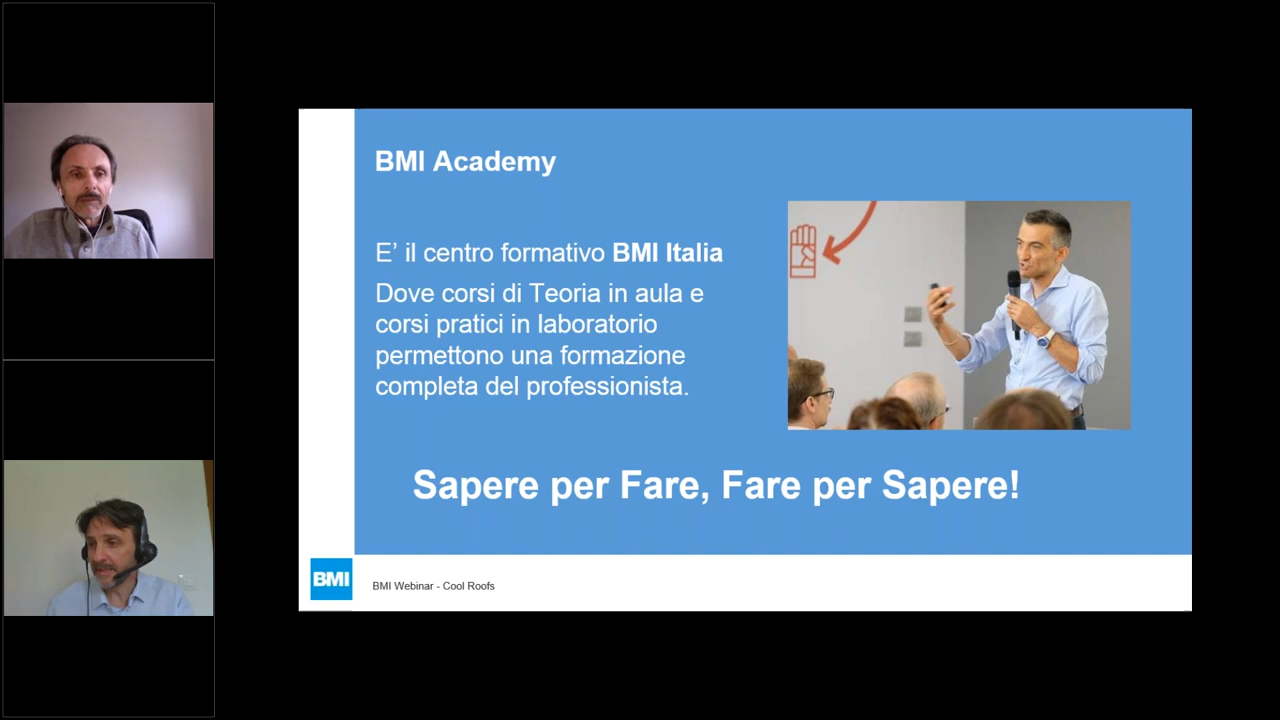 BMI Academy
E’ il centro formativo BMI Italia
Dove corsi di Teoria in aula e
corsi pratici in laboratorio
permettono una formazione
completa del professionista.
Sapere per Fare, Fare per Sapere!
BMI
BMI Webinar - Cool Roofs